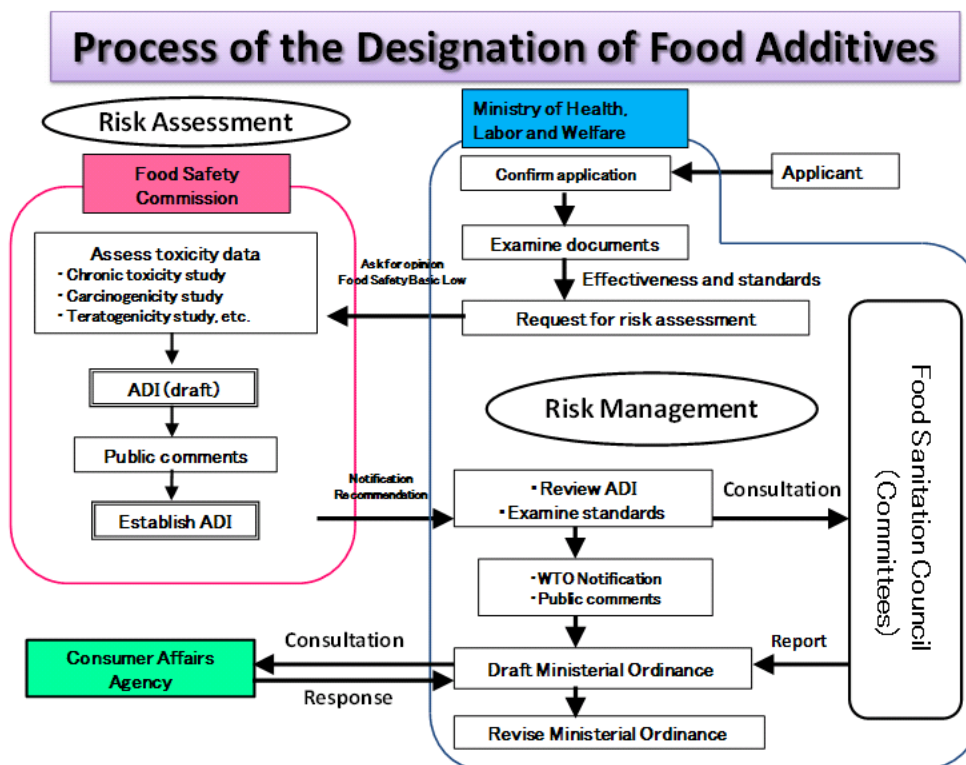 Process of the Designation of Food Additives
Risk Assessment
Ministry of Health,
Labor and Welfare
Food Safety
Commission
Confirm application
Applicant
Examine documents
Assess toxicity data
・Chronic toxicity study
・Carcinogenicity study
・Teratogenicity study, etc.
Ask for opinion
Food Safety Basic Low
Effectiveness and standards
Request for risk assessment
ADI (draft)
Risk Management
Public comments
Notification
Recommendation
Establish ADI
・Review ADI
・Examine standards
Consultation
Food Sanitation Council
(Committees)
・WTO Notification
・Public comments
Consumer Affairs
Agency
Consultation
Response
Draft Ministerial Ordinance
Report
Revise Ministerial Ordinance